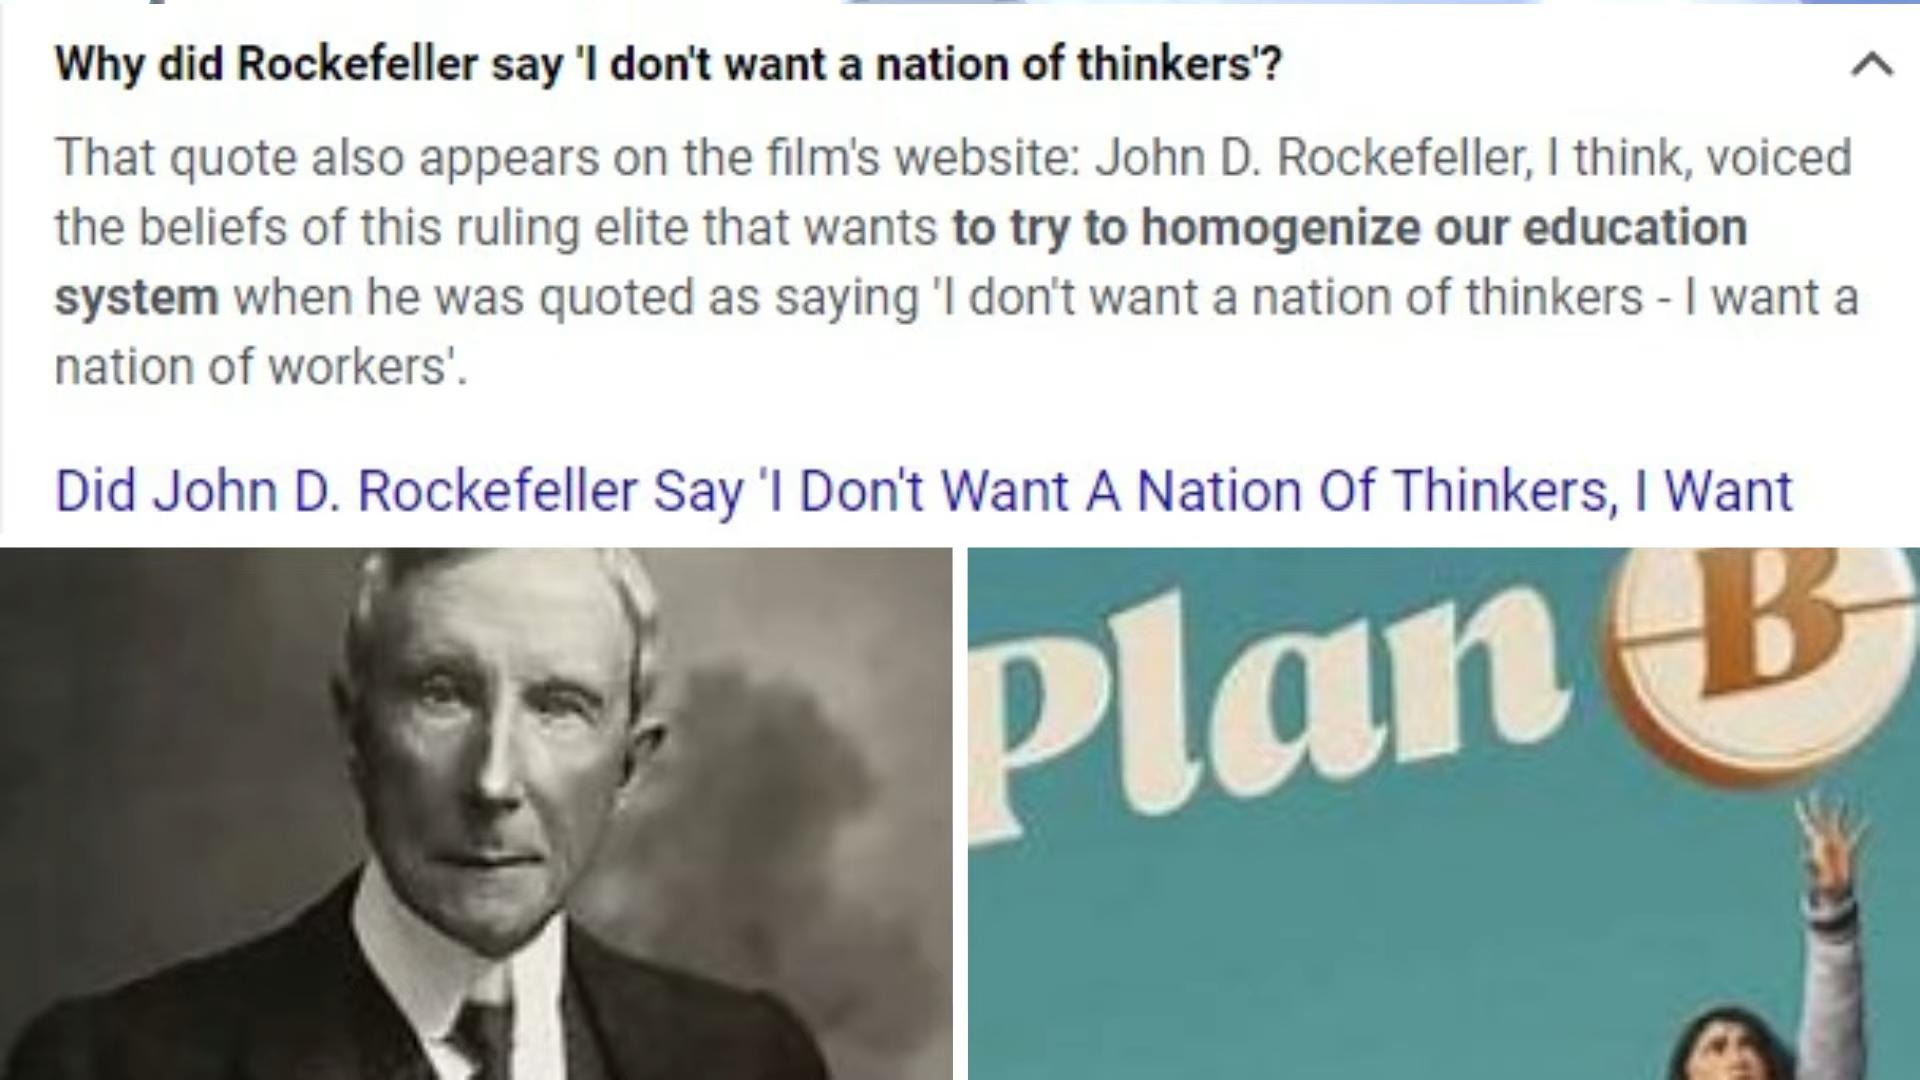 Why did Rockefeller say 'I don't want a nation of thinkers'?
That quote also appears on the film's website: John D. Rockefeller, I think, voiced
the beliefs of this ruling elite that wants to try to homogenize our education
system when he was quoted as saying 'I don't want a nation of thinkers - I want a
nation of workers'.
Did John D. Rockefeller Say 'I Don't Want A Nation Of Thinkers, I Want
Plan B